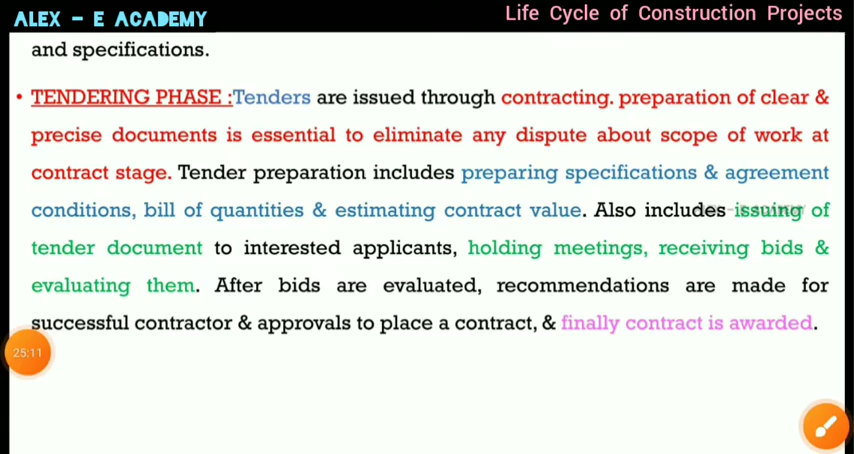 ALEX - E ACADEMY
Life Cycle of Construction Projects
and specifications.
• TENDERING PHASE :Tenders are issued through contracting. preparation of clear &
precise documents is essential to eliminate any dispute about scope of work at
contract stage. Tender preparation includes preparing specifications & agreement
conditions, bill of quantities & estimating contract value. Also includes issuing of
tender document to interested applicants, holding meetings, receiving bids &
evaluating them. After bids are evaluated, recommendations are made for
successful contractor & approvals to place a contract, & finally contract is awarded.
25:11